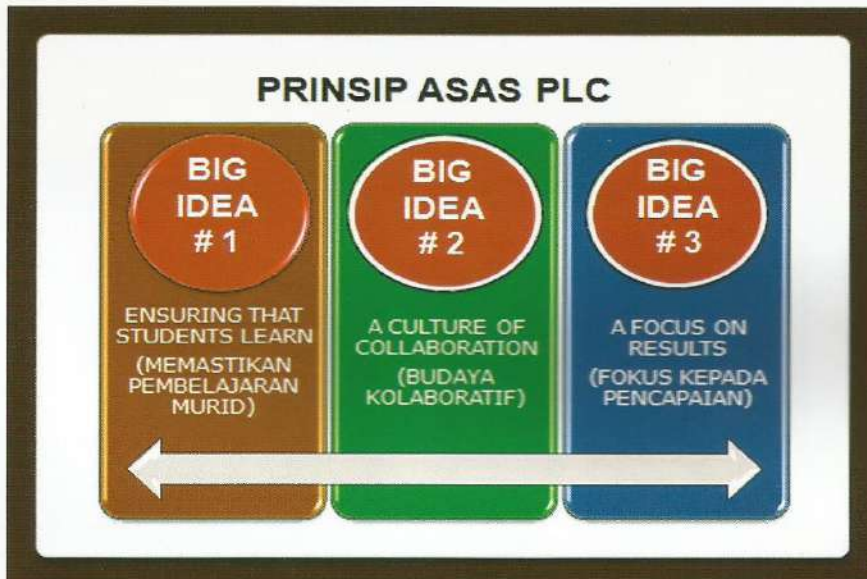 PRINSIP ASAS PLC
BIG
IDEA
# 1
ENSURING THAT
STUDENTS LEARN
(MEMASTIKAN
PEMBELAJARAN
MURID)
BIG
IDEA
# 2
A CULTURE OF
COLLABORATION
(BUDAYA
KOLABORATIF)
BIG
IDEA
# 3
A FOCUS ON
RESULTS
(FOKUS KEPADA
PENCAPAIAN)